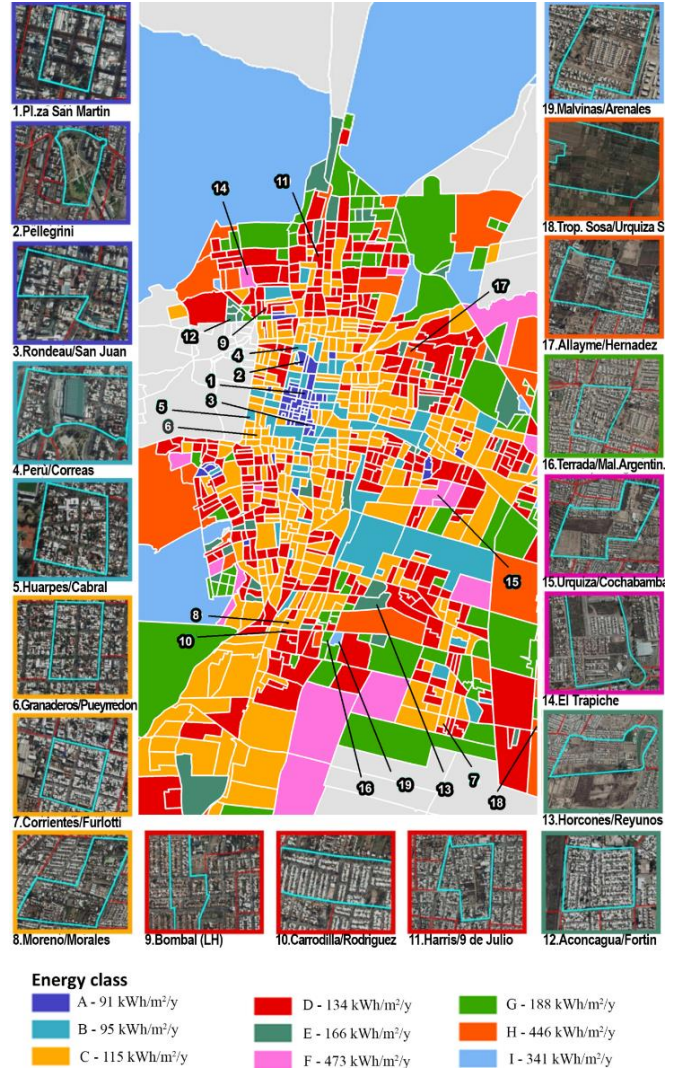 1.Pl.za San Martin
2.Pellegrini
3.Rondeau/San Juan
4.Perú/Correas
5.Huarpes/Cabral
6.Granaderos/Pueyrredon
7.Corrientes/Furlotti
8.Moreno/Morales
9.Bombal (LH)
10.Carrodilla/Rodriguez
11.Harris/9 de Julio
12.Aconcagua/Fortin
13.Horcones/Reyunos
14.El Trapiche
15.Urquiza/Cochabamba
16.Terrada/Mal.Argentin.
17.Allayme/Hernadez
18.Trop. Sosa/Urquiza S
19.Malvinas/Arenales
11
14
17
12
9
4
2
1
5
3
6
15
8
10
16
19
13
7
18
Energy class
A - 91 kWh/m²/y
B - 95 kWh/m²/y
C - 115 kWh/m²/y
D - 134 kWh/m²/y
E - 166 kWh/m²/y
F - 473 kWh/m²/y
G - 188 kWh/m²/y
H - 446 kWh/m²/y
I - 341 kWh/m²/y